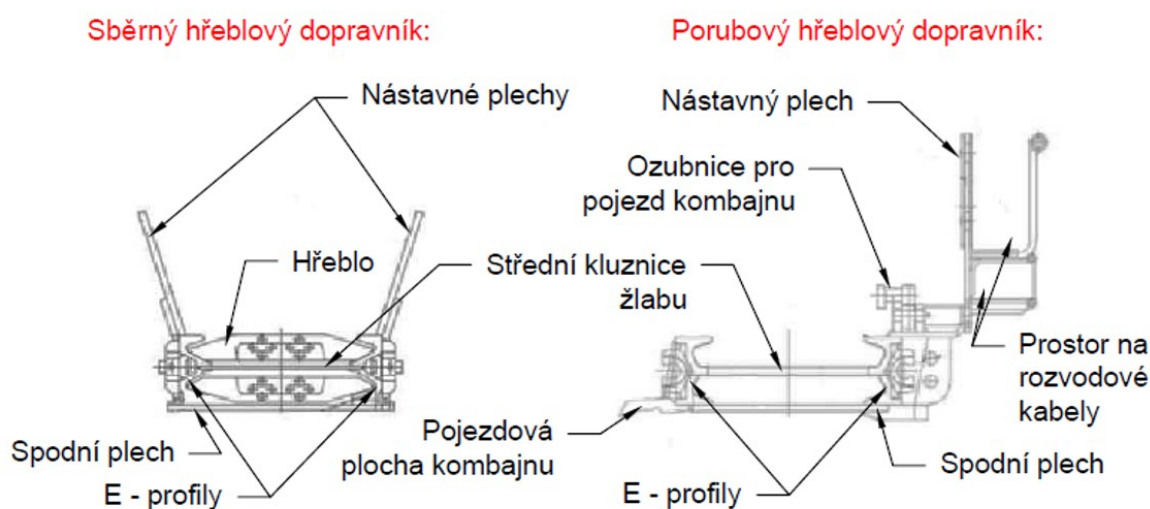 Sběrný hřeblový dopravník:
Porubový hřeblový dopravník:
Nástavné plechy
Nástavný plech
Ozubnice pro
pojezd kombajnu
Hřeblo
Střední kluznice
žlabu
Prostor na
rozvodové
kabely
Pojezdová
plocha kombajnu
Spodní plech
Spodní plech
E - profily
E - profily